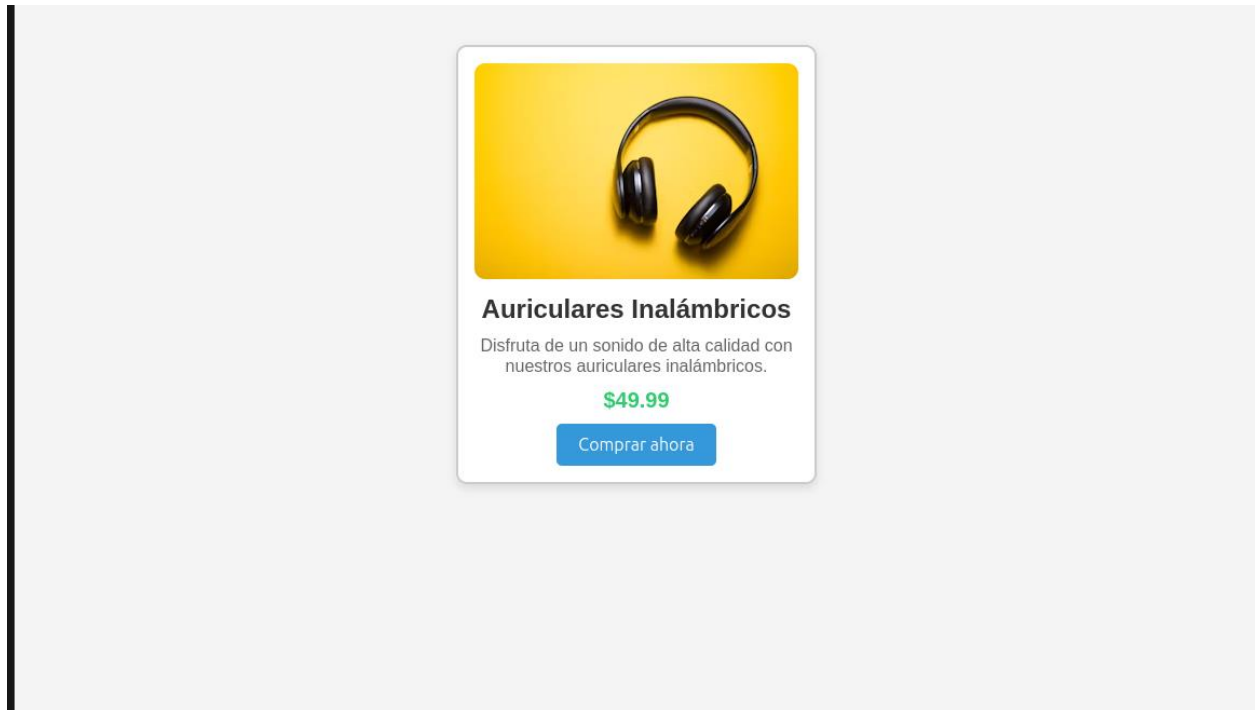 Auriculares Inalámbricos
Disfruta de un sonido de alta calidad con
nuestros auriculares inalámbricos.
$49.99
Comprar ahora